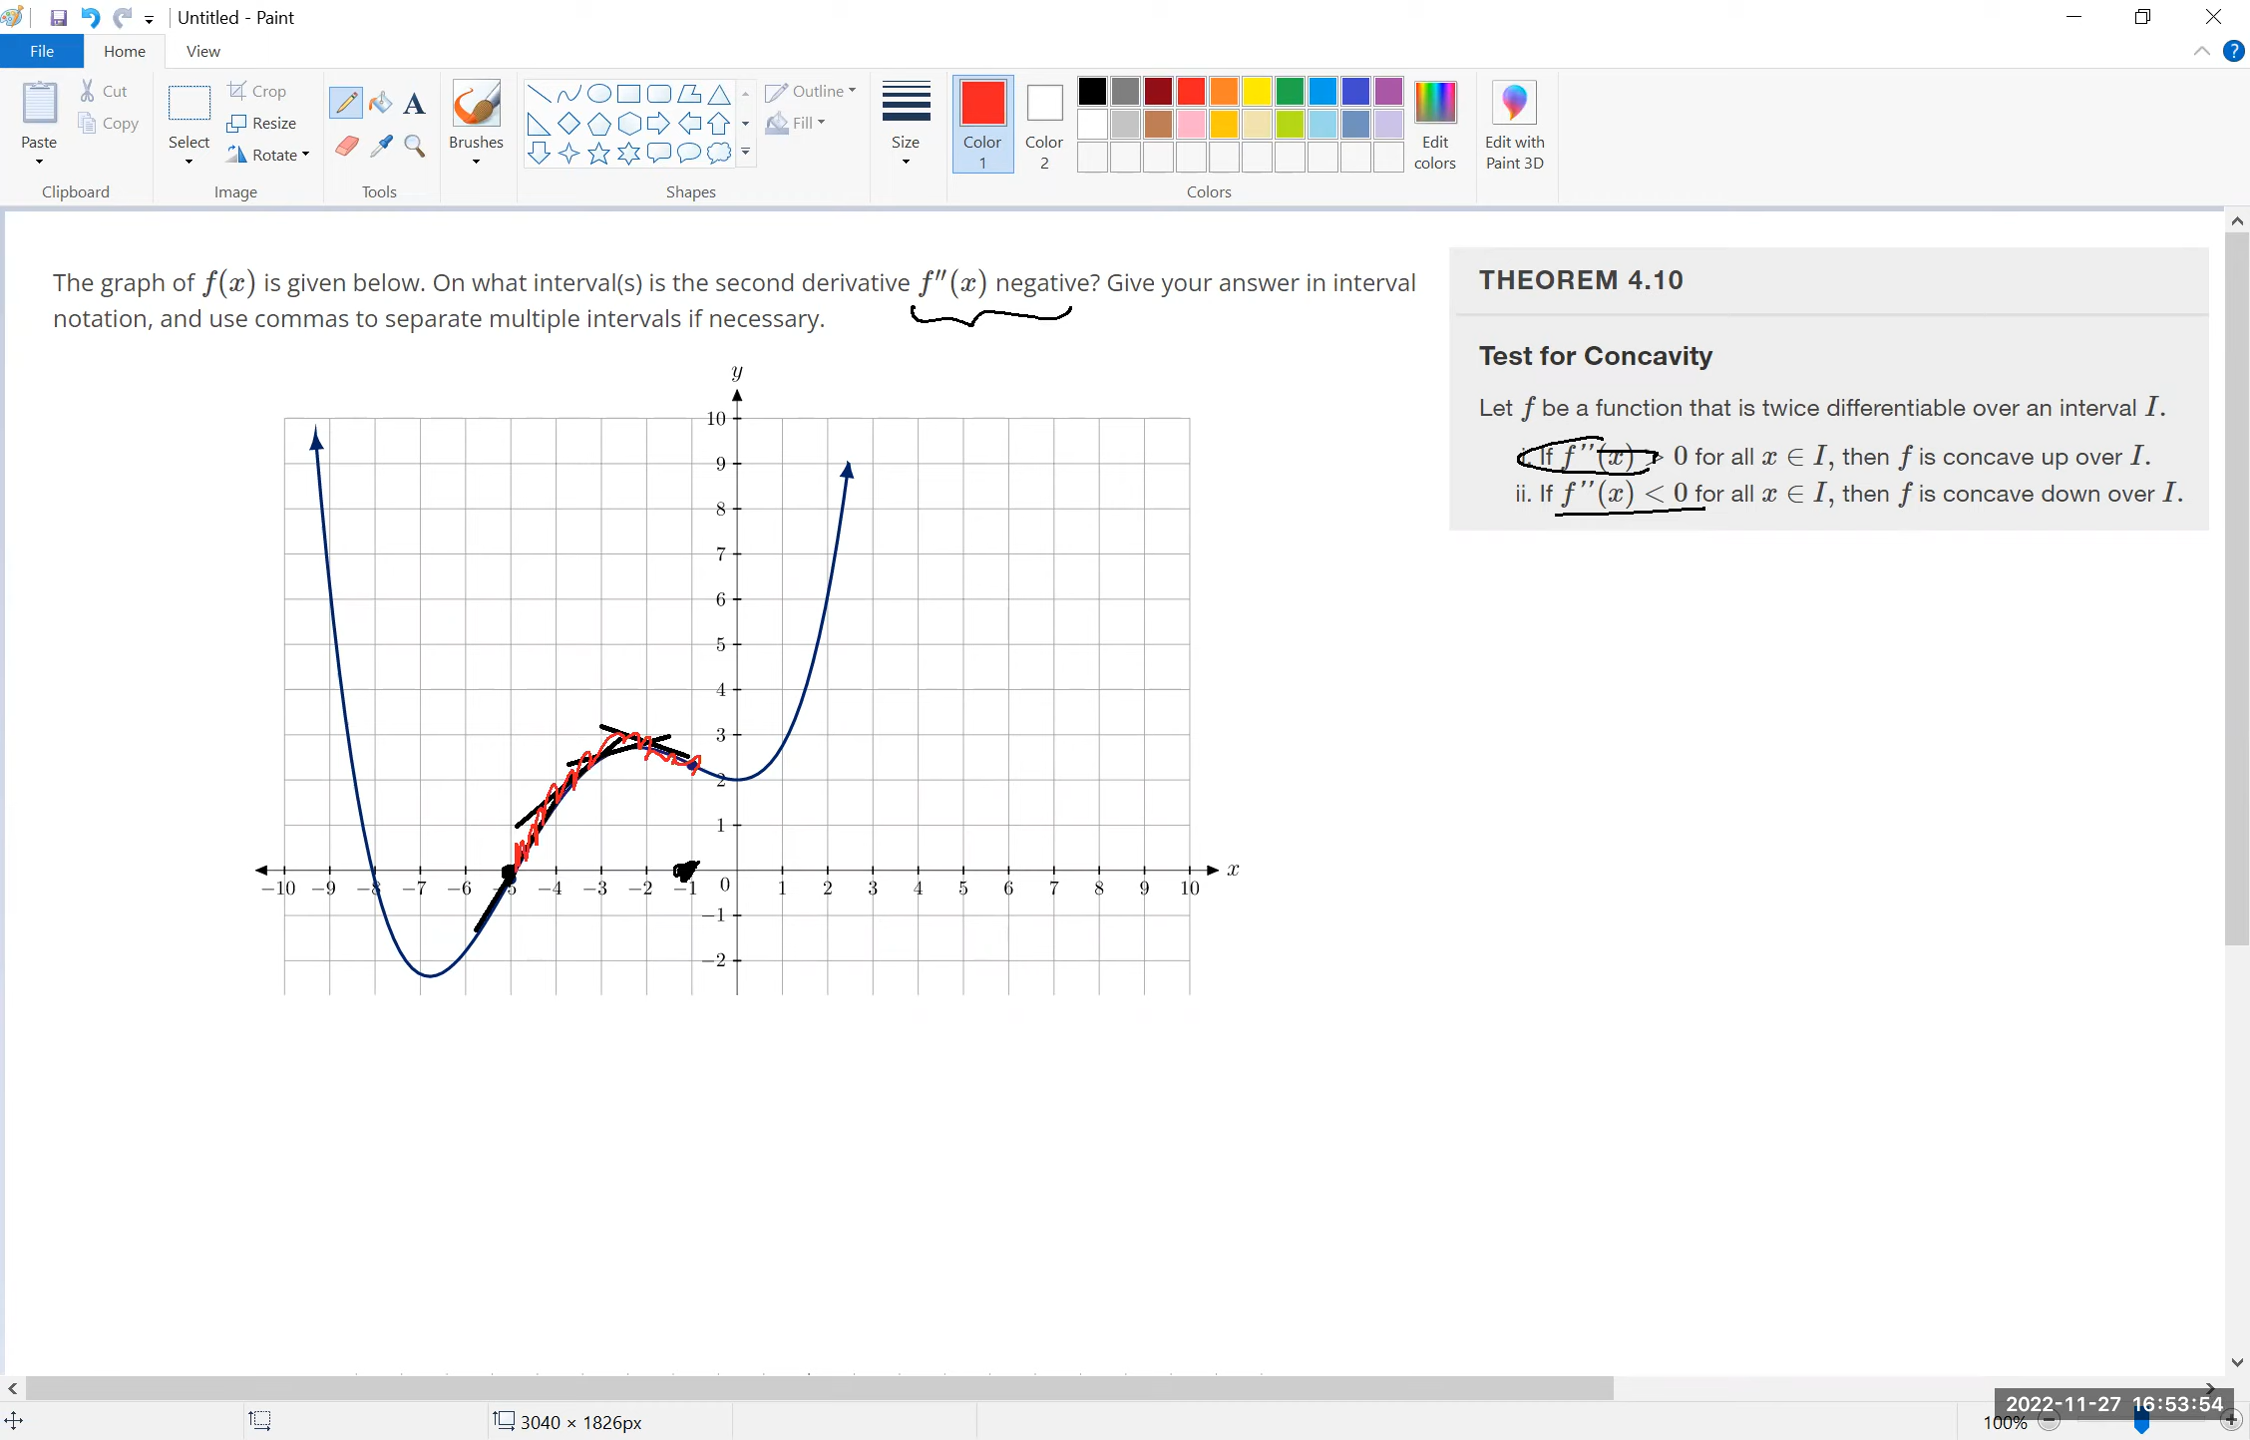 Untitled - Paint
File Home View
Paste
Cut
Copy
Clipboard
Select
Crop
Resize
Rotate
Image
A
Tools
Brushes
Shapes
Outline
Fill
Size
Color 1
Color 2
Colors
Edit colors
Edit with Paint 3D
?
The graph of f(x) is given below. On what interval(s) is the second derivative f″(x) negative? Give your answer in interval
notation, and use commas to separate multiple intervals if necessary.
THEOREM 4.10
Test for Concavity
Let f be a function that is twice differentiable over an interval I.
i. If f″(x) > 0 for all x ∈ I, then f is concave up over I.
ii. If f″(x) < 0 for all x ∈ I, then f is concave down over I.
y
10
9
8
7
6
5
4
3
2
1
−10 −9 −8 −7 −6 −5 −4 −3 −2 −1 0 1 2 3 4 5 6 7 8 9 10 x
−1
−2
3040 × 1826px
2022-11-27 16:53:54
100%